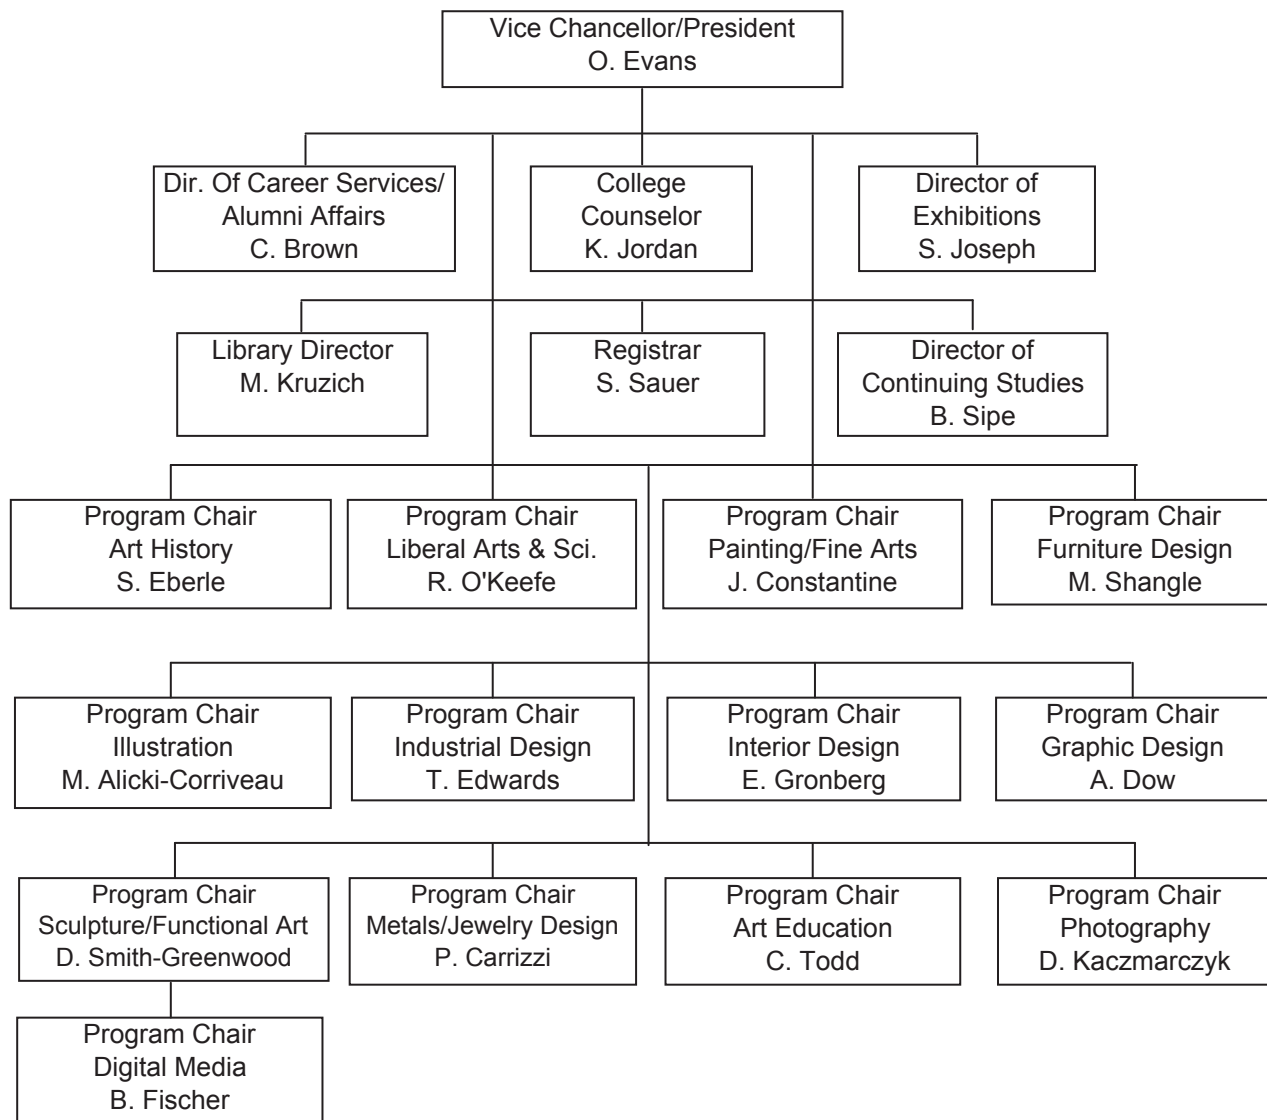 Vice Chancellor/President
O. Evans
Dir. Of Career Services/
Alumni Affairs
C. Brown
College
Counselor
K. Jordan
Director of
Exhibitions
S. Joseph
Library Director
M. Kruzich
Registrar
S. Sauer
Director of
Continuing Studies
B. Sipe
Program Chair
Art History
S. Eberle
Program Chair
Liberal Arts & Sci.
R. O'Keefe
Program Chair
Painting/Fine Arts
J. Constantine
Program Chair
Furniture Design
M. Shangle
Program Chair
Illustration
M. Alicki-Corriveau
Program Chair
Industrial Design
T. Edwards
Program Chair
Interior Design
E. Gronberg
Program Chair
Graphic Design
A. Dow
Program Chair
Sculpture/Functional Art
D. Smith-Greenwood
Program Chair
Metals/Jewelry Design
P. Carrizzi
Program Chair
Art Education
C. Todd
Program Chair
Photography
D. Kaczmarczyk
Program Chair
Digital Media
B. Fischer